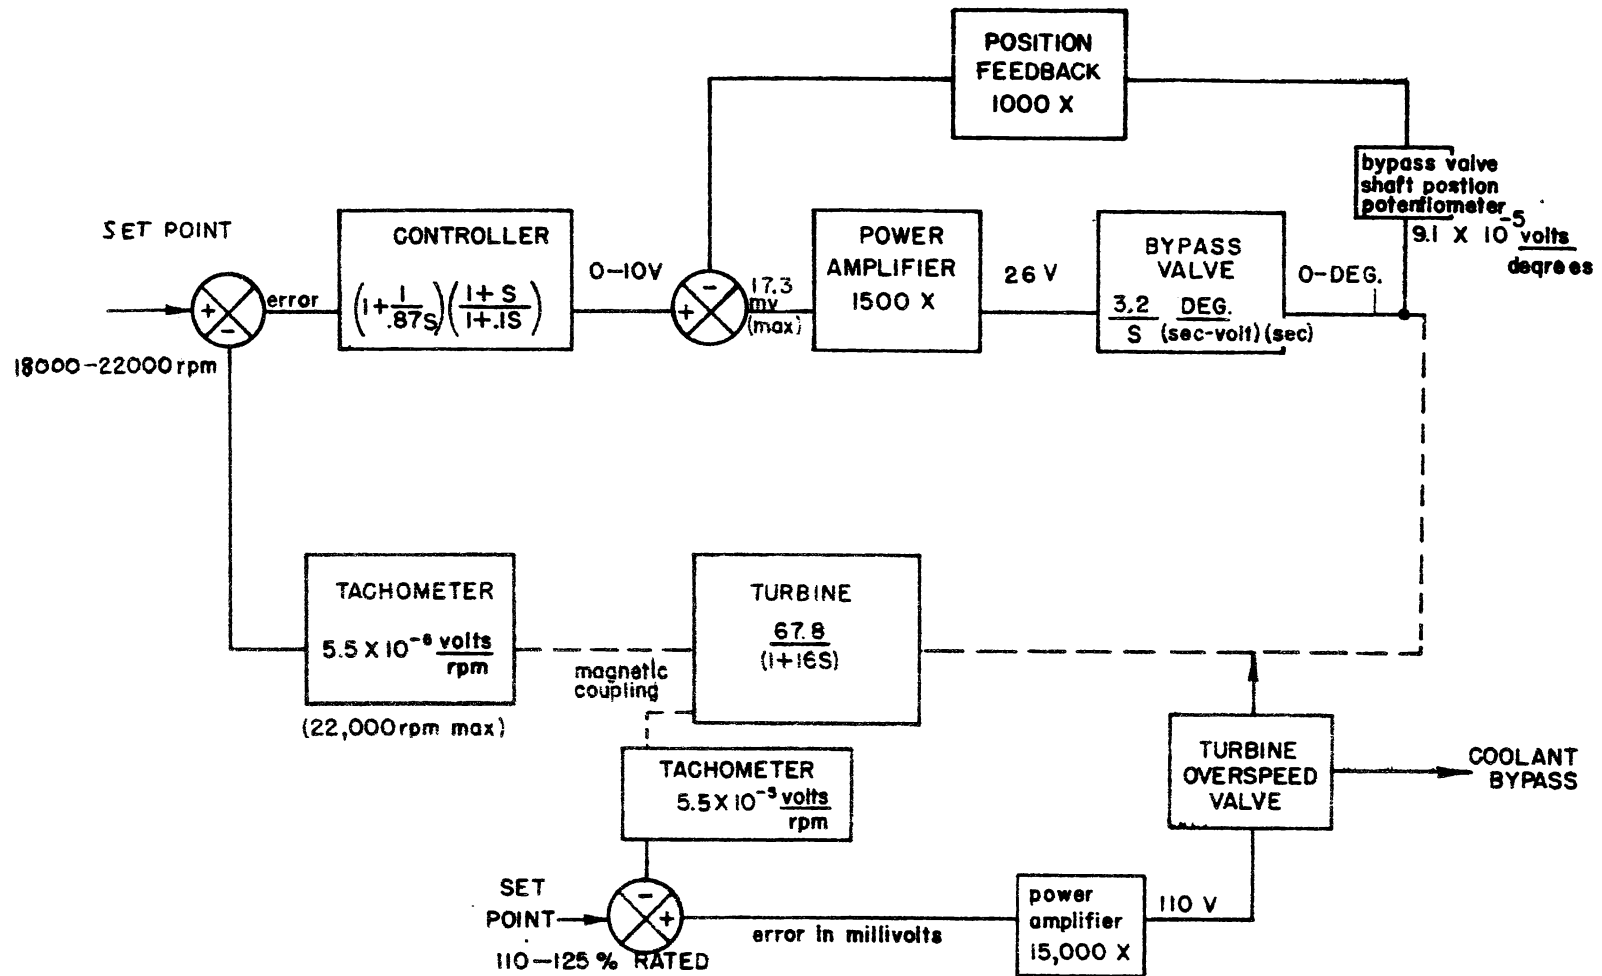 POSITION
FEEDBACK
1000 X
bypass valve
shaft postion
potentiometer
9.1 X 10⁻⁵ volts
degrees
SET POINT
+
-
18000-22000 rpm
error
CONTROLLER
(1+ 1/.87S)(1+S/1+.1S)
0-10V
-
+
17.3
mv
(max)
POWER
AMPLIFIER
1500 X
26 V
BYPASS
VALVE
3.2/S DEG./(sec-volt)(sec)
0-DEG.
TACHOMETER
5.5 X 10⁻⁶ volts
rpm
(22,000 rpm max)
magnetic
coupling
TURBINE
67.8
(1+16S)
TACHOMETER
5.5 X 10⁻³ volts
rpm
SET
POINT
-
+
110-125 % RATED
error in millivolts
power
amplifier
15,000 X
110 V
TURBINE
OVERSPEED
VALVE
COOLANT
BYPASS